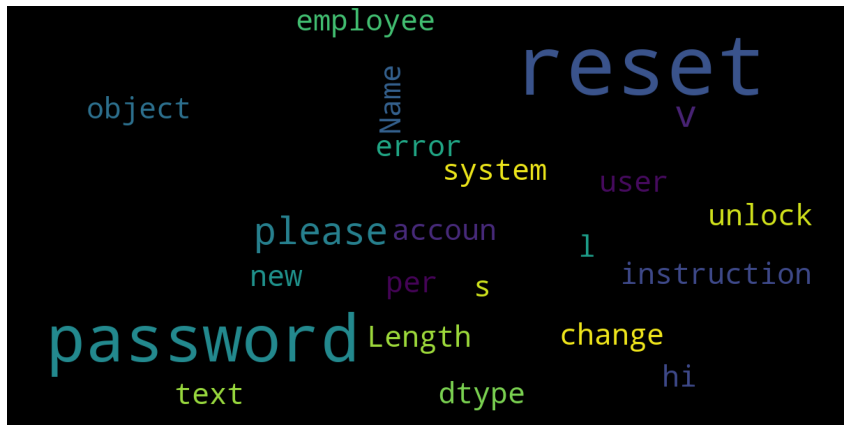 employee
reset
object
Name
v
error
system
user
unlock
please
accoun
l
new
per
s
instruction
password
Length
change
hi
text
dtype